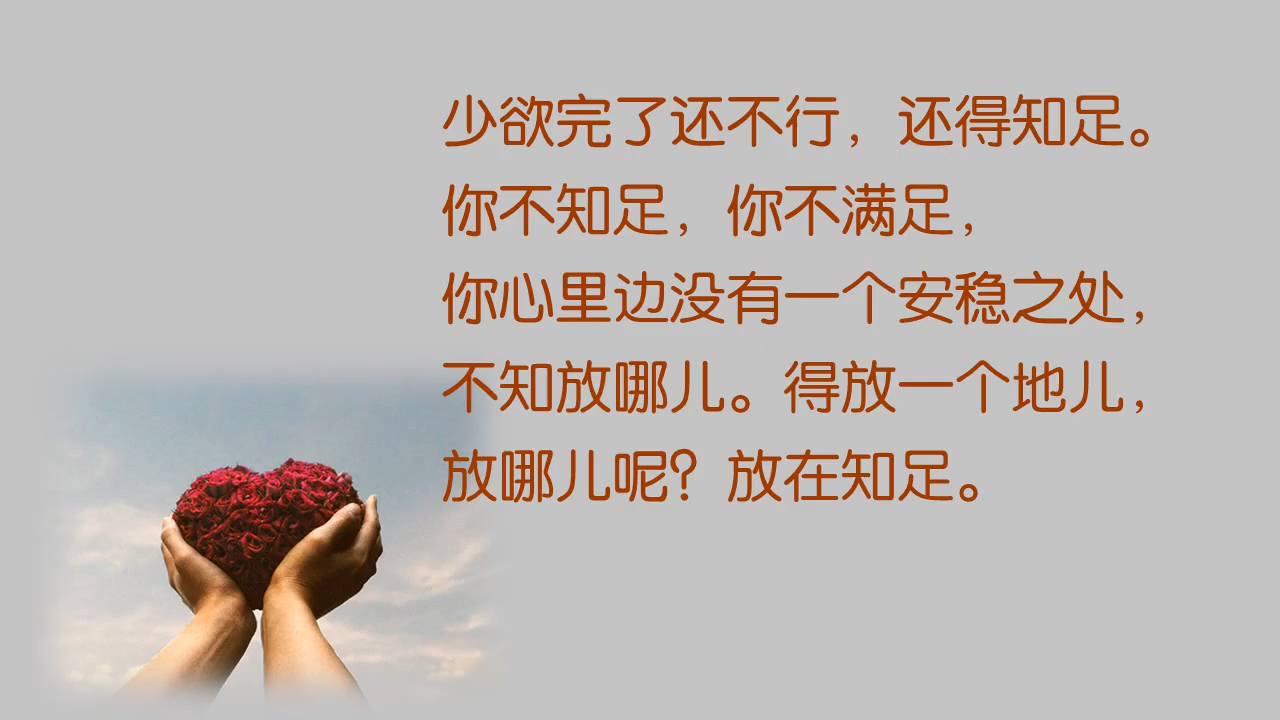 少欲完了还不行，还得知足。
你不知足，你不满足，
你心里边没有一个安稳之处，
不知放哪儿。得放一个地儿，
放哪儿呢？放在知足。